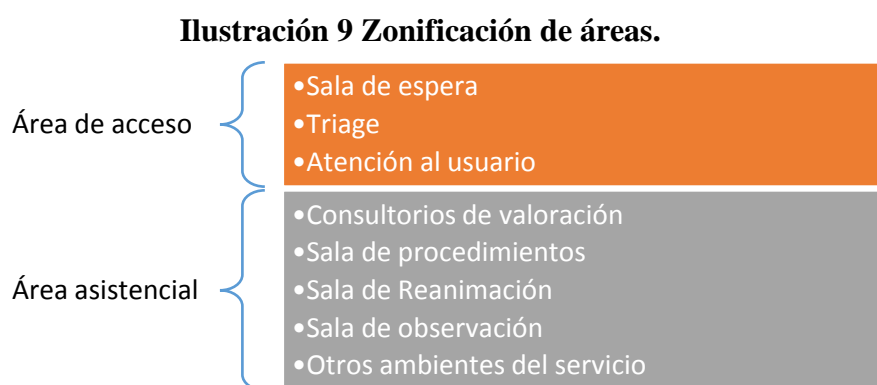 Ilustración 9 Zonificación de áreas.
Área de acceso
•Sala de espera
•Triage
•Atención al usuario
Área asistencial
•Consultorios de valoración
•Sala de procedimientos
•Sala de Reanimación
•Sala de observación
•Otros ambientes del servicio